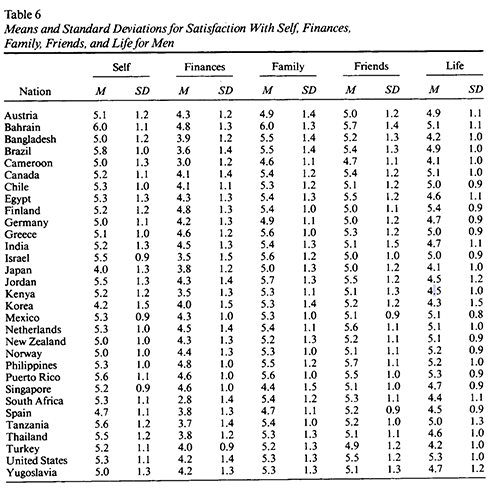 Table 6
Means and Standard Deviations for Satisfaction With Self, Finances,
Family, Friends, and Life for Men
Self Finances Family Friends Life
Nation M SD M SD M SD M SD M SD
Austria 5.1 1.2 4.3 1.2 4.9 1.4 5.0 1.2 4.9 1.1
Bahrain 6.0 1.1 4.8 1.3 6.0 1.3 5.7 1.4 5.1 1.1
Bangladesh 5.0 1.2 3.9 1.2 5.5 1.4 5.2 1.3 4.2 1.0
Brazil 5.8 1.0 3.6 1.4 5.5 1.4 5.4 1.3 4.9 1.0
Cameroon 5.0 1.3 3.0 1.2 4.6 1.1 4.7 1.1 4.1 1.0
Canada 5.2 1.1 4.1 1.4 5.4 1.2 5.4 1.2 5.1 1.0
Chile 5.3 1.0 4.1 1.1 5.3 1.2 5.1 1.2 5.0 0.9
Egypt 5.3 1.3 4.3 1.3 5.4 1.3 5.5 1.2 4.6 1.1
Finland 5.2 1.2 4.8 1.3 5.4 1.0 5.1 1.0 5.4 0.9
Germany 5.0 1.1 4.2 1.3 4.9 1.1 5.0 1.2 4.7 0.9
Greece 5.1 1.0 4.6 1.2 5.6 1.0 5.3 1.2 5.0 0.9
India 5.2 1.3 4.5 1.3 5.4 1.3 5.1 1.5 4.7 1.1
Israel 5.5 0.9 3.5 1.5 5.6 1.2 5.0 1.0 5.0 0.9
Japan 4.0 1.3 3.8 1.2 5.0 1.3 5.0 1.2 4.1 1.0
Jordan 5.5 1.3 4.3 1.4 5.7 1.3 5.5 1.2 4.5 1.2
Kenya 5.2 1.2 3.5 1.3 5.3 1.1 5.1 1.3 4.5 1.0
Korea 4.2 1.5 4.0 1.5 5.3 1.4 5.2 1.2 4.3 1.5
Mexico 5.3 0.9 4.3 1.2 5.3 1.0 5.1 0.9 5.1 0.8
Netherlands 5.3 1.0 4.5 1.4 5.4 1.1 5.6 1.1 5.1 1.0
New Zealand 5.0 1.0 4.3 1.3 5.2 1.3 5.2 1.1 5.1 0.9
Norway 5.0 1.0 4.4 1.3 5.3 1.0 5.1 1.1 5.2 0.9
Philippines 5.3 1.0 4.8 1.0 5.5 1.2 5.7 1.1 5.2 1.0
Puerto Rico 5.6 1.1 4.6 1.0 5.6 1.0 5.5 1.0 5.3 0.9
Singapore 5.2 0.9 4.6 1.0 4.4 1.5 5.1 1.0 4.7 0.9
South Africa 5.3 1.1 2.8 1.4 5.4 1.2 5.3 1.1 4.4 1.1
Spain 4.7 1.1 3.8 1.3 4.7 1.1 5.2 0.9 4.5 0.9
Tanzania 5.6 1.2 3.7 1.4 5.4 1.0 5.2 1.0 5.0 1.3
Thailand 5.5 1.2 3.8 1.2 5.3 1.3 5.1 1.1 4.6 1.0
Turkey 5.2 1.1 4.0 0.9 5.2 1.3 4.9 1.2 4.2 1.0
United States 5.3 1.1 4.2 1.4 5.3 1.3 5.5 1.2 5.3 1.0
Yugoslavia 5.0 1.3 4.2 1.3 5.3 1.3 5.1 1.3 4.7 1.2